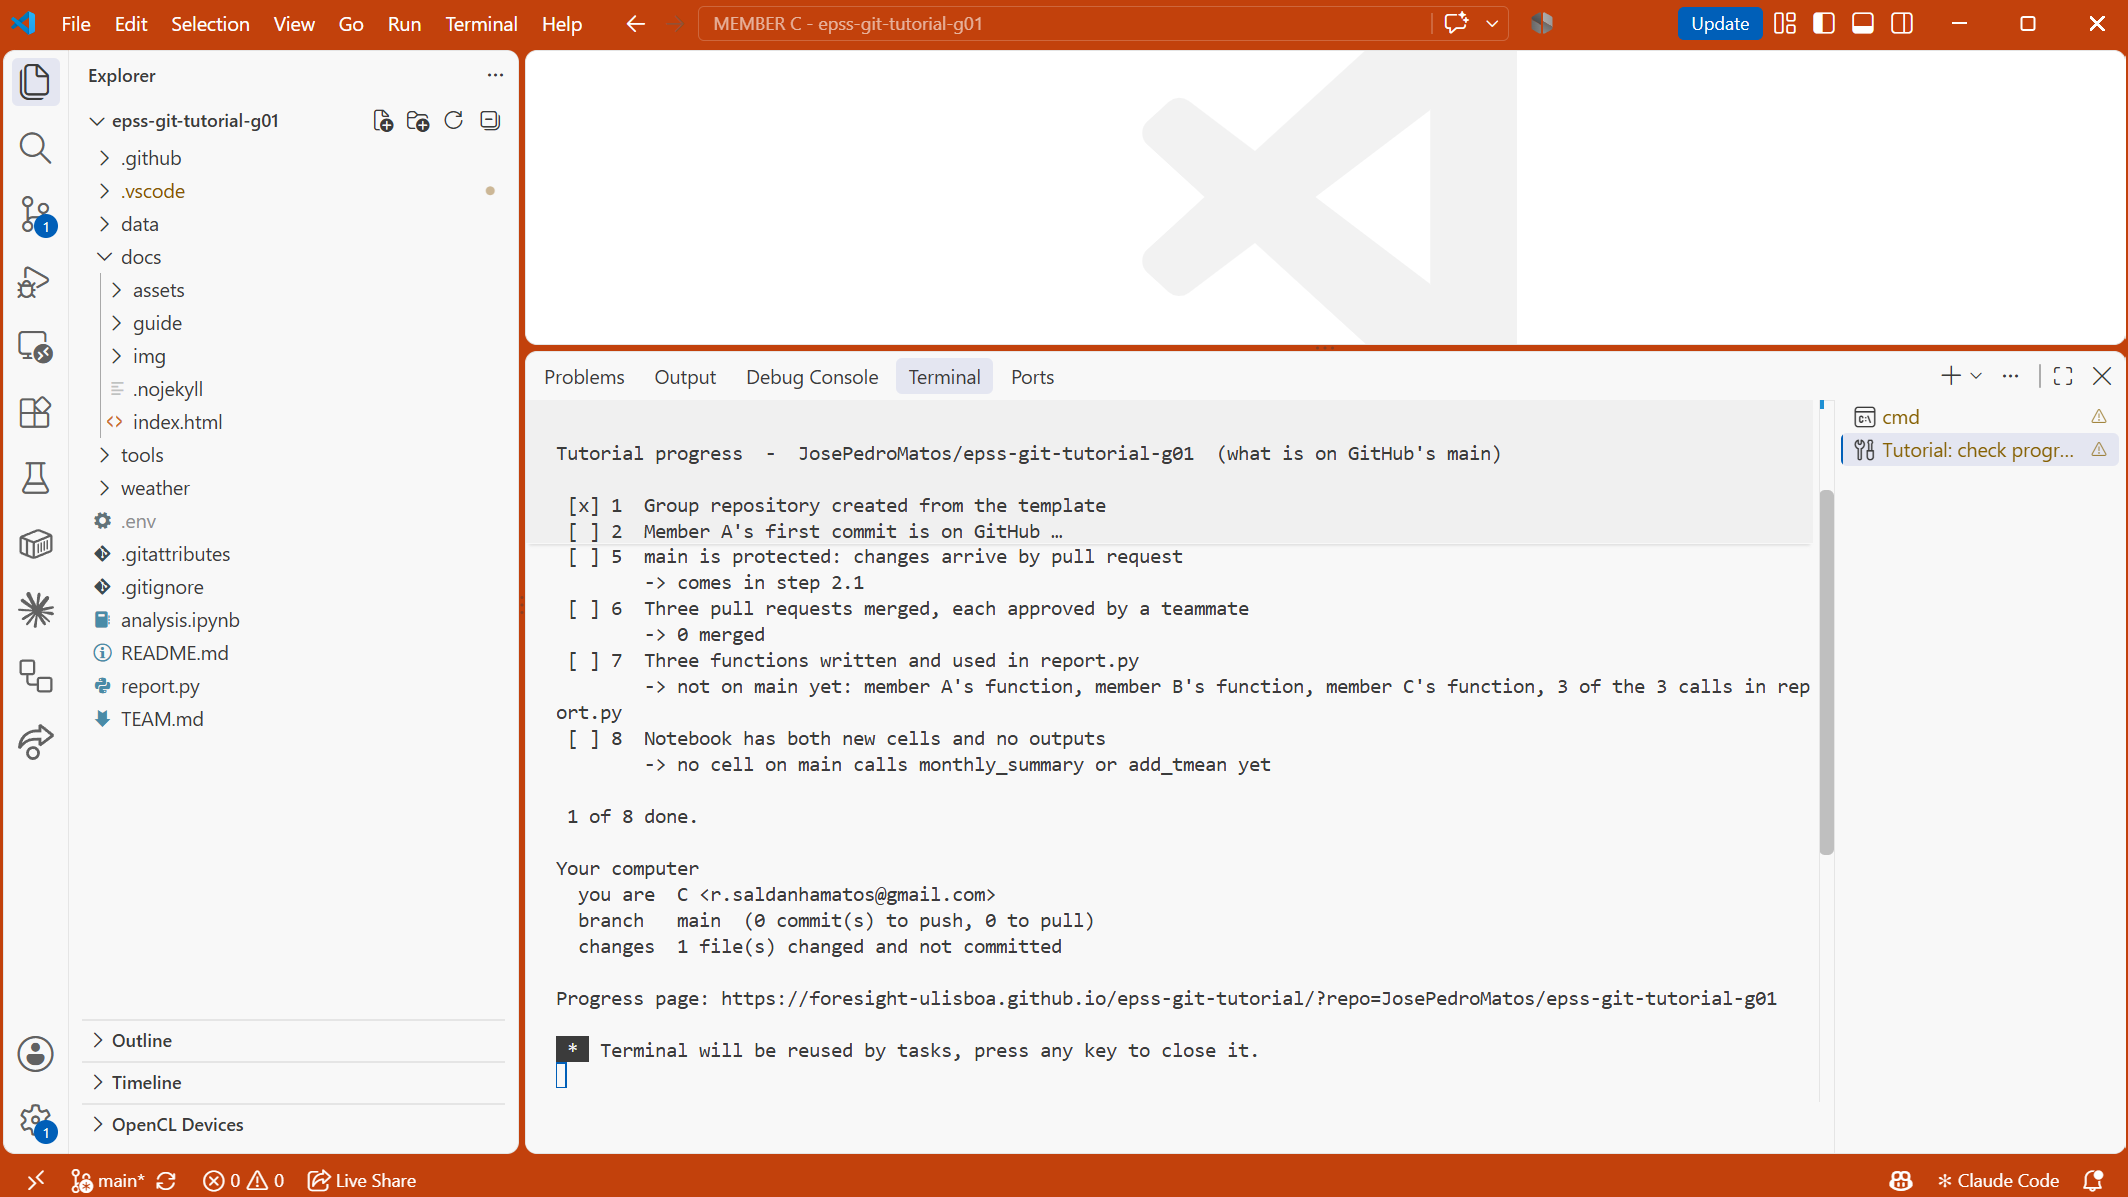 File Edit Selection View Go Run Terminal Help
MEMBER C - epss-git-tutorial-g01
Update
Explorer
epss-git-tutorial-g01
.github
.vscode
data
docs
assets
guide
img
.nojekyll
index.html
tools
weather
.env
.gitattributes
.gitignore
analysis.ipynb
README.md
report.py
TEAM.md
Outline
Timeline
OpenCL Devices
1
1
Problems Output Debug Console Terminal Ports
cmd
Tutorial: check progr...
Tutorial progress - JosePedroMatos/epss-git-tutorial-g01 (what is on GitHub's main)
[x] 1 Group repository created from the template
[ ] 2 Member A's first commit is on GitHub …
[ ] 5 main is protected: changes arrive by pull request
-> comes in step 2.1
[ ] 6 Three pull requests merged, each approved by a teammate
-> 0 merged
[ ] 7 Three functions written and used in report.py
-> not on main yet: member A's function, member B's function, member C's function, 3 of the 3 calls in rep
ort.py
[ ] 8 Notebook has both new cells and no outputs
-> no cell on main calls monthly_summary or add_tmean yet
1 of 8 done.
Your computer
you are C <r.saldanhamatos@gmail.com>
branch main (0 commit(s) to push, 0 to pull)
changes 1 file(s) changed and not committed
Progress page: https://foresight-ulisboa.github.io/epss-git-tutorial/?repo=JosePedroMatos/epss-git-tutorial-g01
* Terminal will be reused by tasks, press any key to close it.
main* 0 0 Live Share
Claude Code